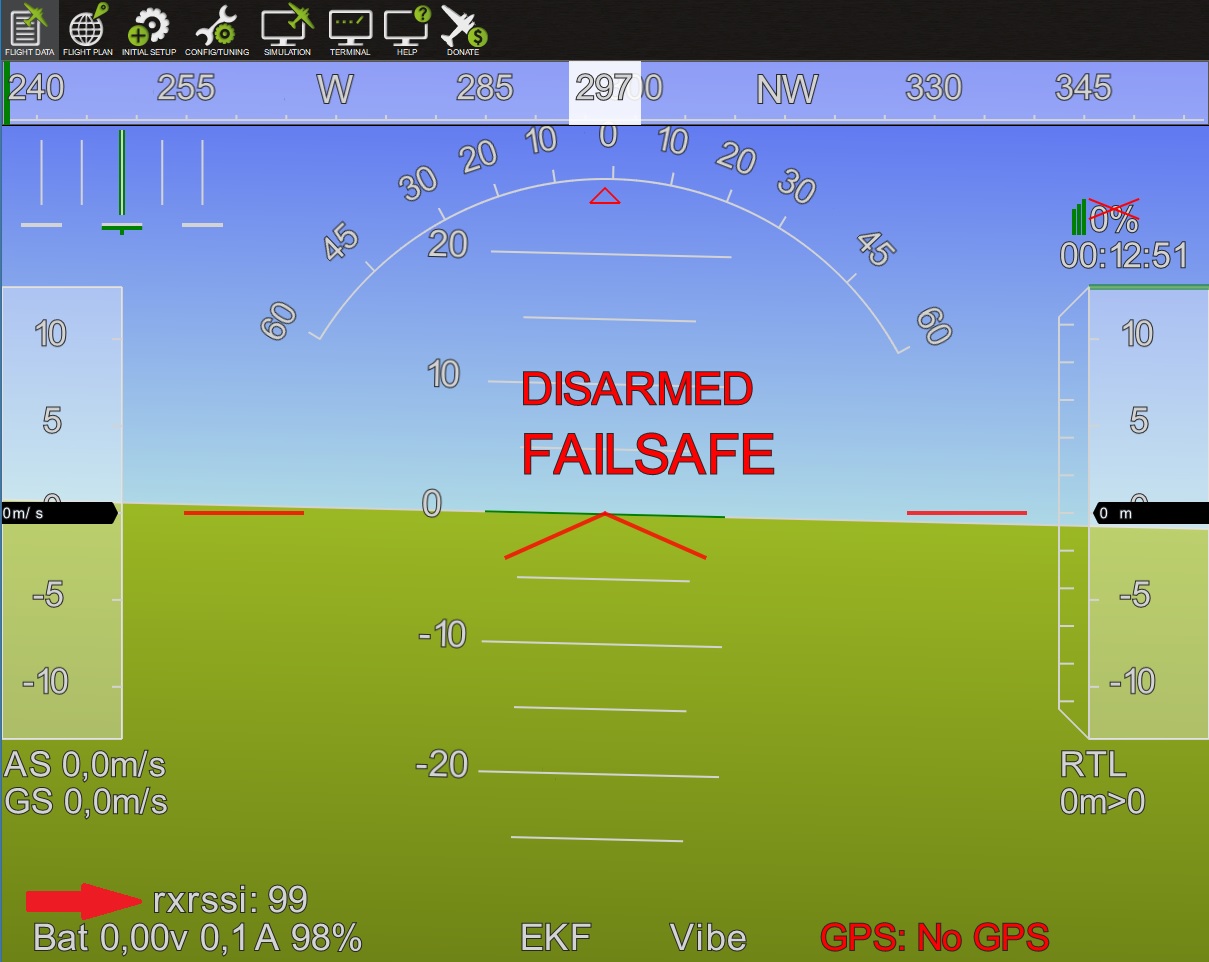 FLIGHT DATA FLIGHT PLAN INITIAL SETUP CONFIG/TUNING SIMULATION TERMINAL HELP DONATE
240 255 W 285 297 00 NW 330 345
60 45 30 20 10 0 10 20 30 45 60
0%
00:12:51
20
10
DISARMED
FAILSAFE
0
-10
-20
10
5
0
0m/ s
-5
-10
10
5
0
0 m
-5
-10
AS 0,0m/s
GS 0,0m/s
RTL
0m>0
rxrssi: 99
Bat 0,00v 0,1 A 98% EKF Vibe GPS: No GPS